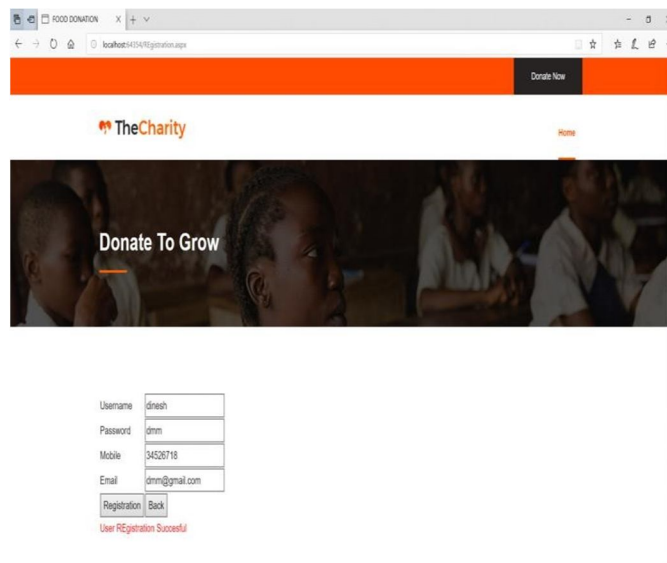 FOOD DONATION
localhost:64354/REgistration.aspx
Donate Now
TheCharity
Home
Donate To Grow
Username dinesh
Password dmm
Mobile 34526718
Email dmm@gmail.com
Registration Back
User REgistration Succesful